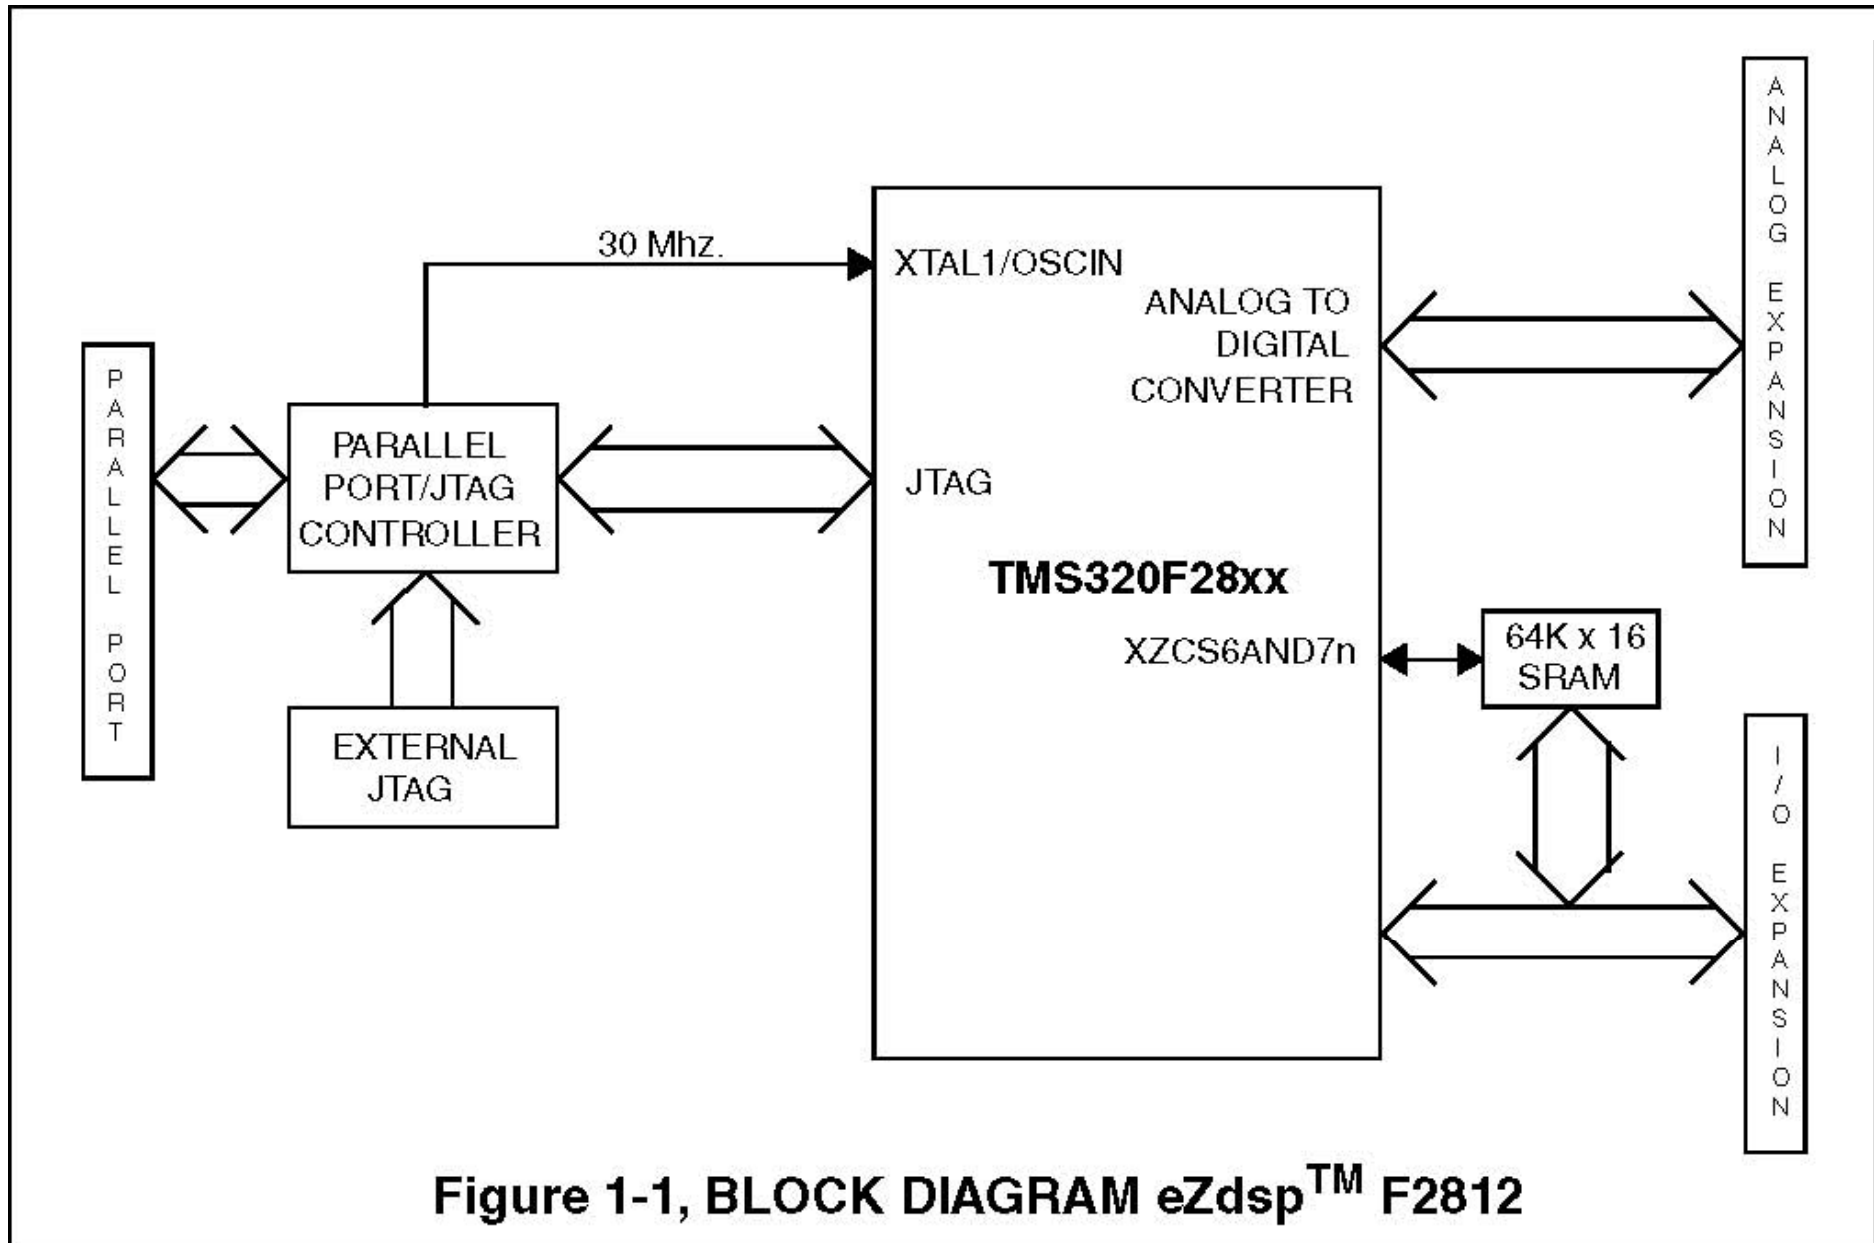 30 Mhz.
XTAL1/OSCIN
ANALOG TO
DIGITAL
CONVERTER
ANALOG EXPANSION
PARALLEL PORT
PARALLEL
PORT/JTAG
CONTROLLER
JTAG
TMS320F28xx
XZCS6AND7n
64K x 16
SRAM
EXTERNAL
JTAG
I/O EXPANSION
Figure 1-1, BLOCK DIAGRAM eZdsp™ F2812